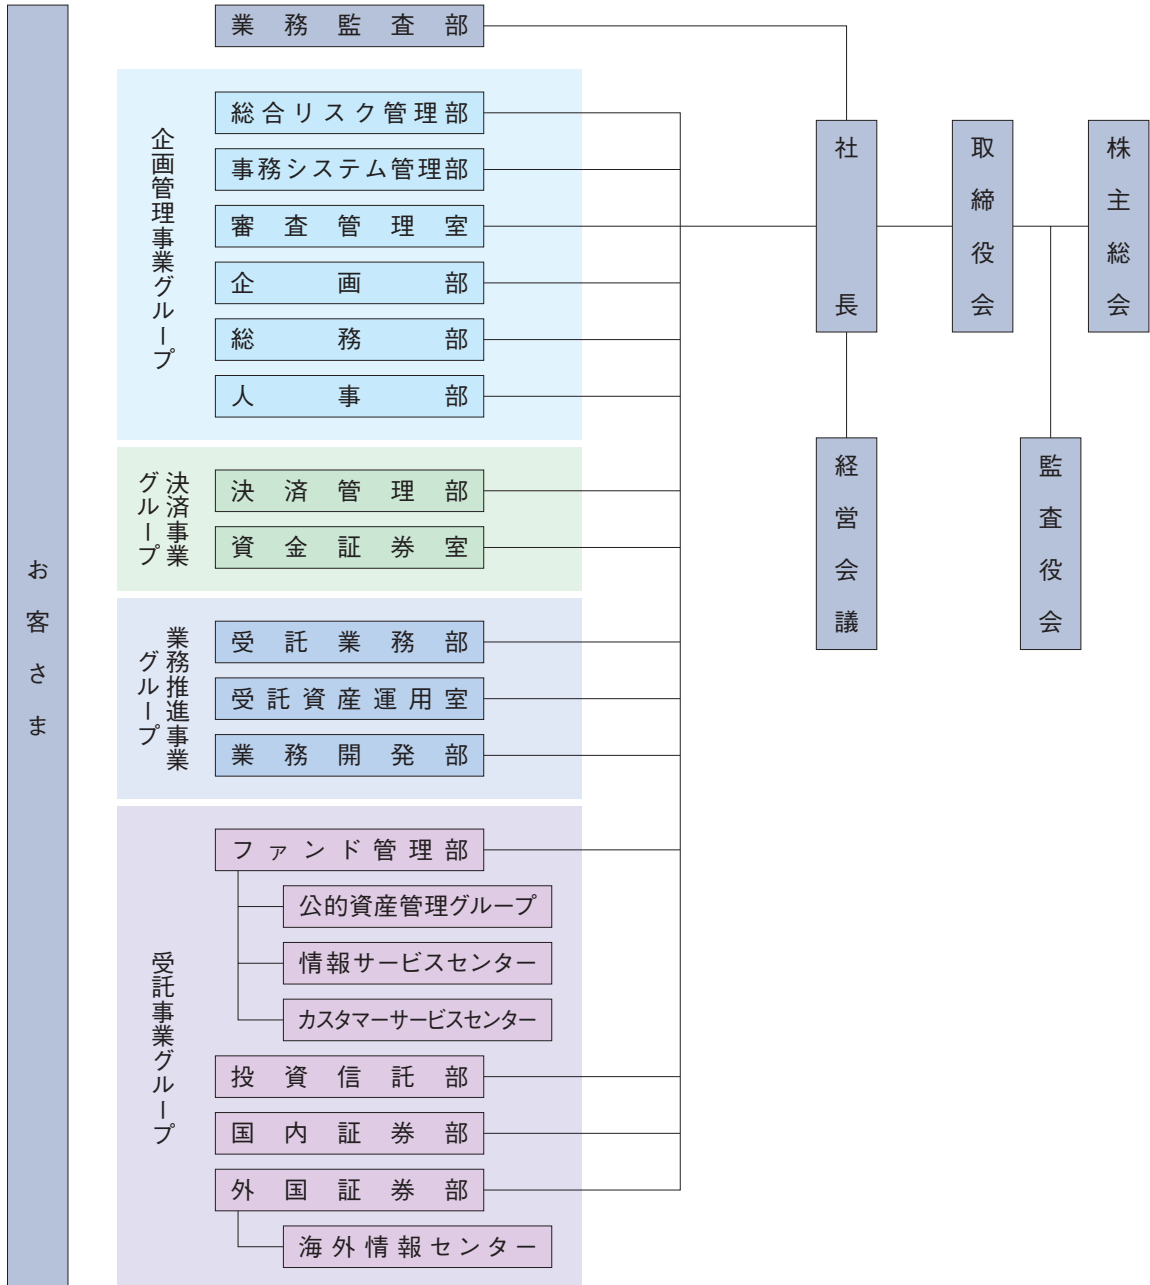 お客さま
業務監査部
企画管理事業グループ
総合リスク管理部
事務システム管理部
審査管理室
企画部
総務部
人事部
決済事業
グループ
決済管理部
資金証券室
業務推進事業
グループ
受託業務部
受託資産運用室
業務開発部
受託事業グループ
ファンド管理部
公的資産管理グループ
情報サービスセンター
カスタマーサービスセンター
投資信託部
国内証券部
外国証券部
海外情報センター
社長
取締役会
株主総会
経営会議
監査役会